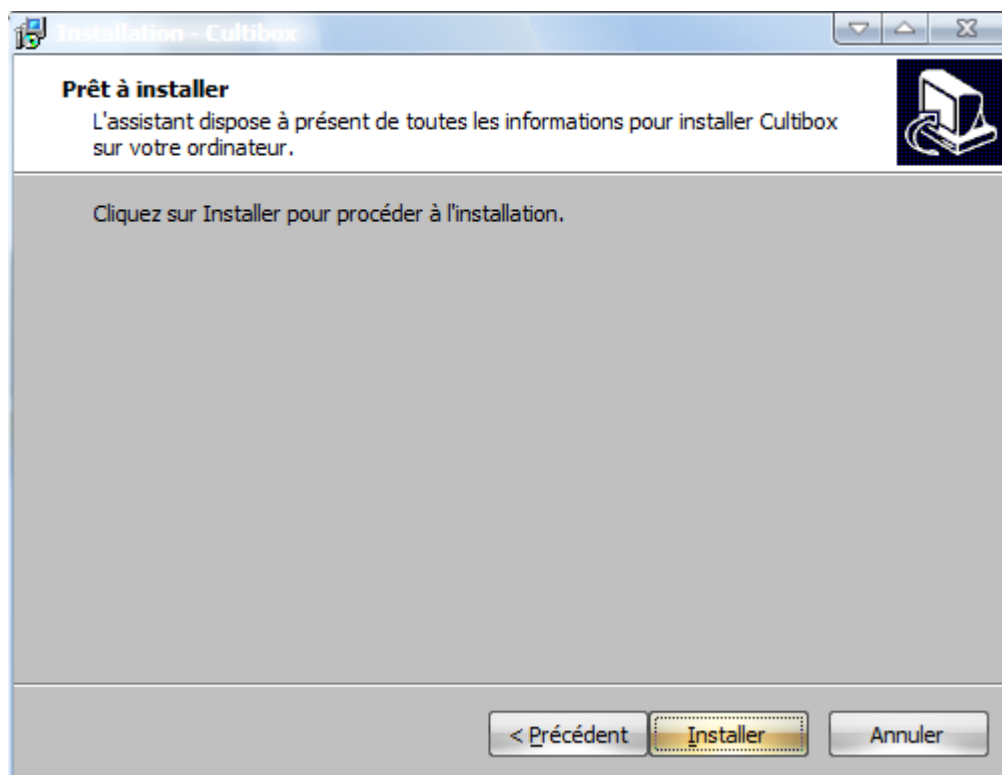 Installation - Cultibox
Prêt à installer
L'assistant dispose à présent de toutes les informations pour installer Cultibox
sur votre ordinateur.
Cliquez sur Installer pour procéder à l'installation.
< Précédent
Installer
Annuler